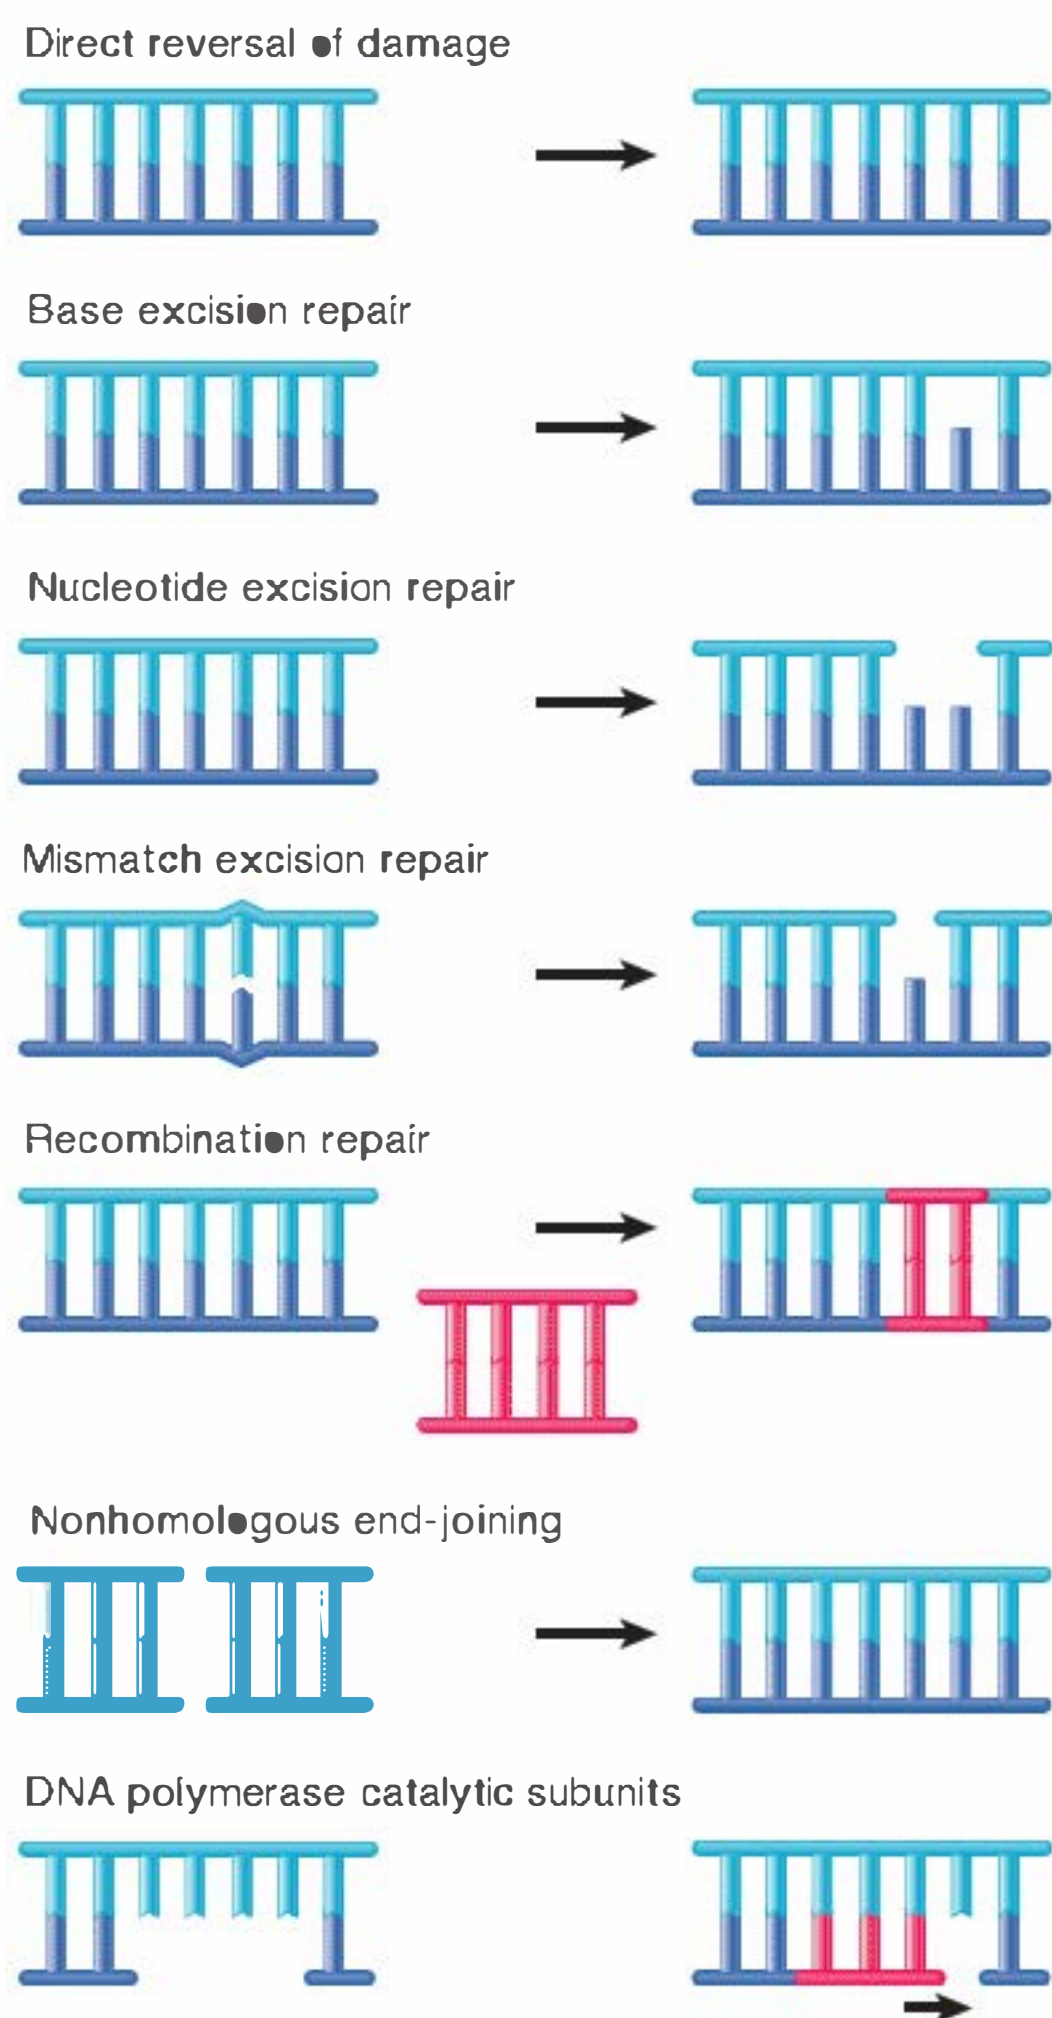 Direct reversal of damage
Base excision repair
Nucleotide excision repair
Mismatch excision repair
Recombination repair
Nonhomologous end-joining
DNA polymerase catalytic subunits